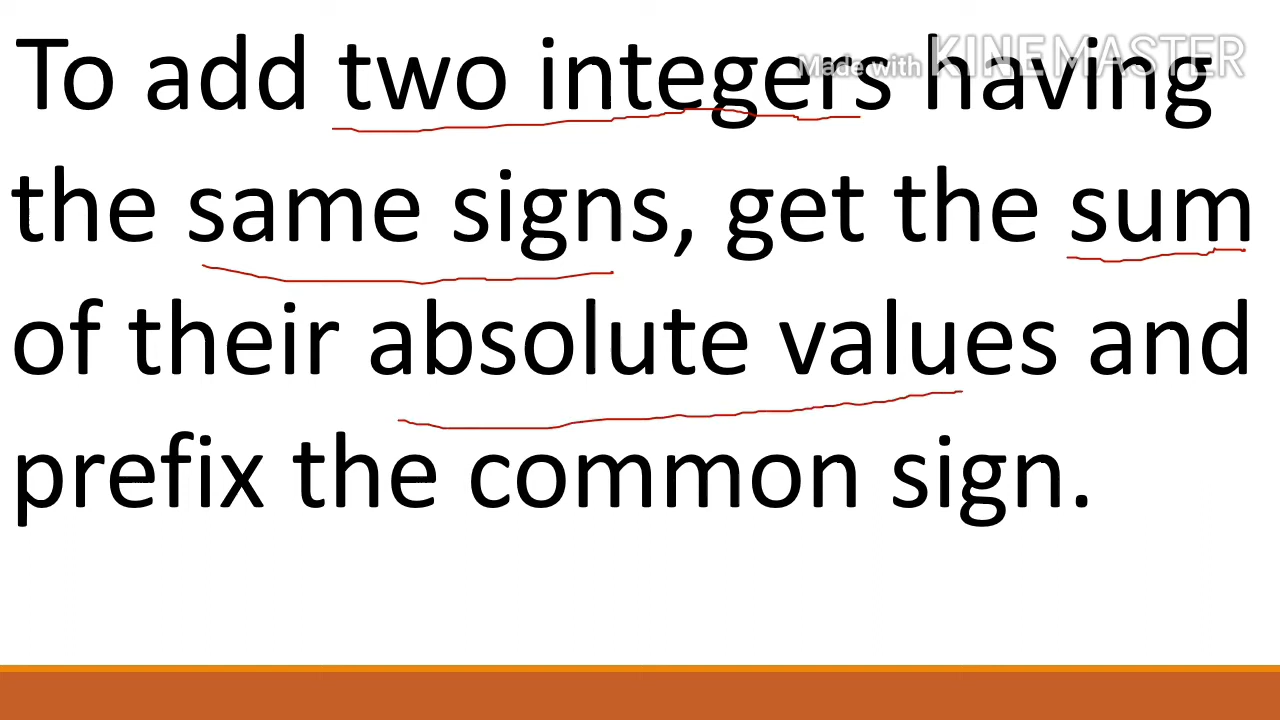 To add two integers having
Made with KINEMASTER
the same signs, get the sum
of their absolute values and
prefix the common sign.